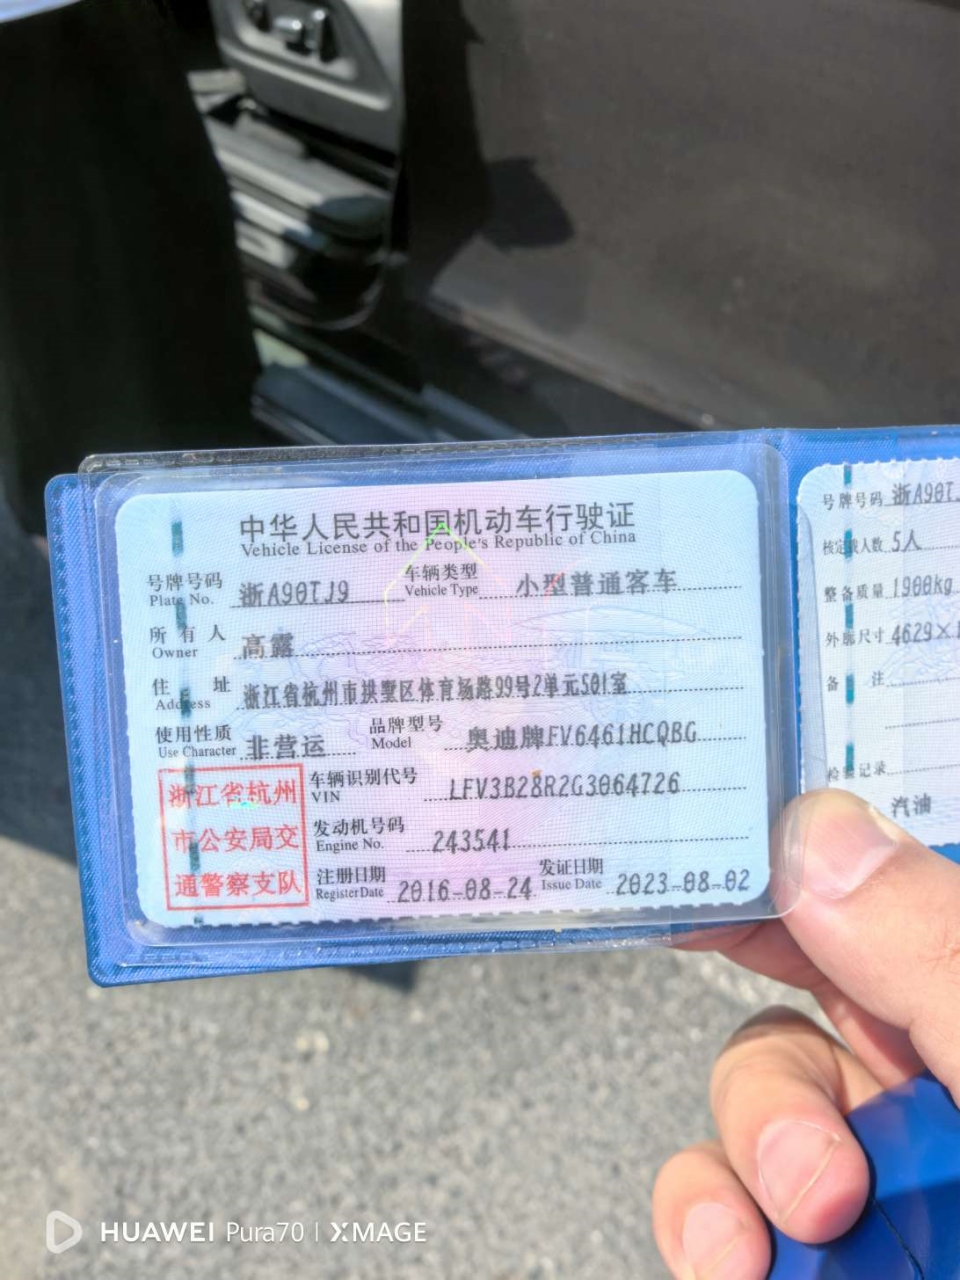 中华人民共和国机动车行驶证
Vehicle License of the People's Republic of China
号牌号码 浙A90TJ9 车辆类型 小型普通客车
Plate No. Vehicle Type
所有人 高露
Owner
住址 浙江省杭州市拱墅区体育场路99号2单元501室
Address
使用性质 非营运 品牌型号 奥迪牌FV6461HCQBG
Use Character Model
浙江省杭州
市公安局交
通警察支队
车辆识别代号 LFV3B28R2G3064726
VIN
发动机号码 243541
Engine No.
注册日期 2016-08-24 发证日期 2023-08-02
Register Date Issue Date
号牌号码 浙A90TJ
核定载人数 5人
整备质量 1900kg
外廓尺寸 4629×
备注
检验记录
汽油
HUAWEI Pura70 | XMAGE